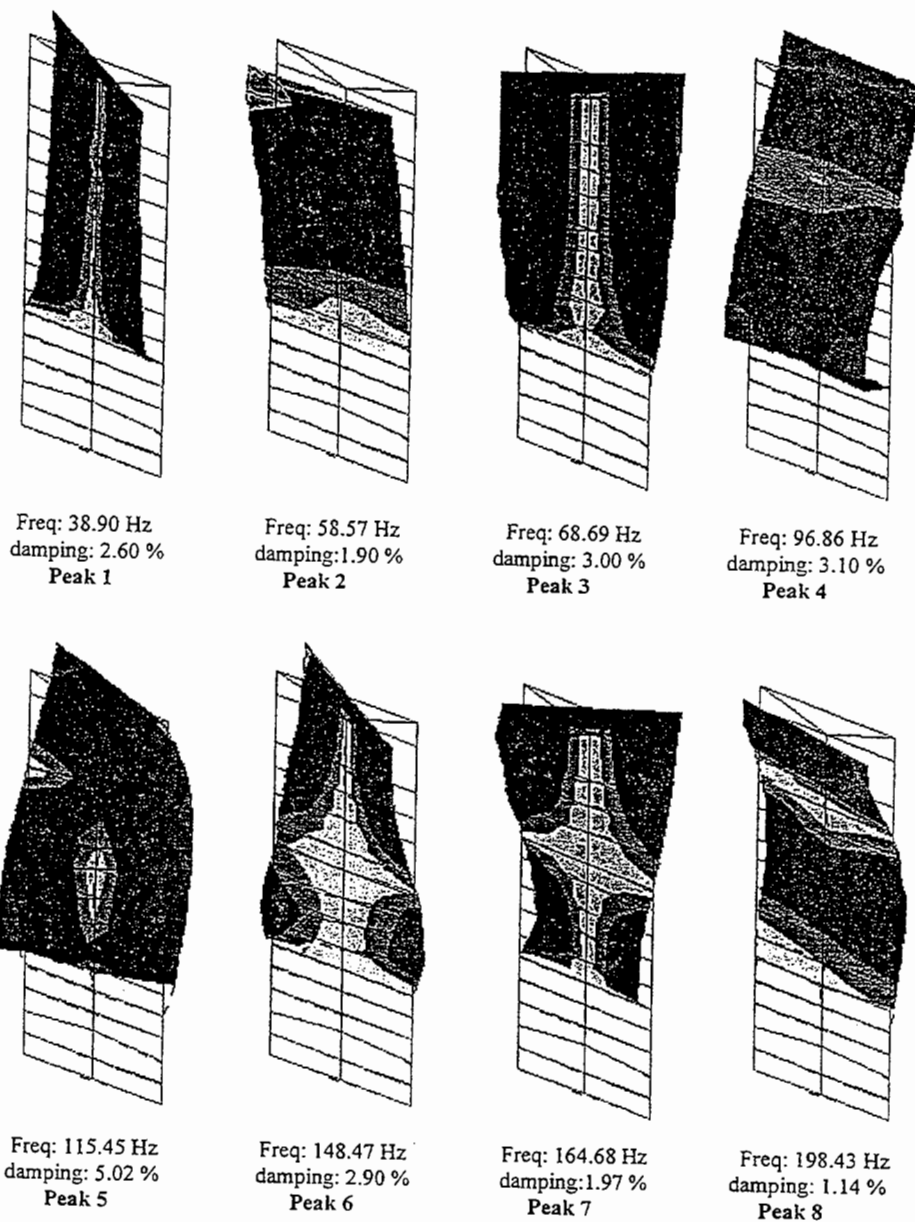 Freq: 38.90 Hz
damping: 2.60 %
Peak 1
Freq: 58.57 Hz
damping:1.90 %
Peak 2
Freq: 68.69 Hz
damping: 3.00 %
Peak 3
Freq: 96.86 Hz
damping: 3.10 %
Peak 4
Freq: 115.45 Hz
damping: 5.02 %
Peak 5
Freq: 148.47 Hz
damping: 2.90 %
Peak 6
Freq: 164.68 Hz
damping:1.97 %
Peak 7
Freq: 198.43 Hz
damping: 1.14 %
Peak 8